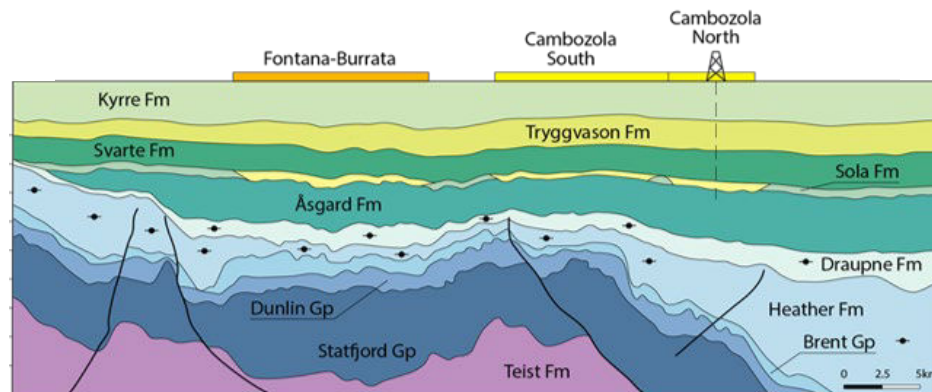 Fontana-Burrata
Cambozola
South
Cambozola
North
Kyrre Fm
Tryggvason Fm
Svarte Fm
Sola Fm
Åsgard Fm
Draupne Fm
Dunlin Gp
Heather Fm
Statfjord Gp
Brent Gp
Teist Fm
0 2.5 5km